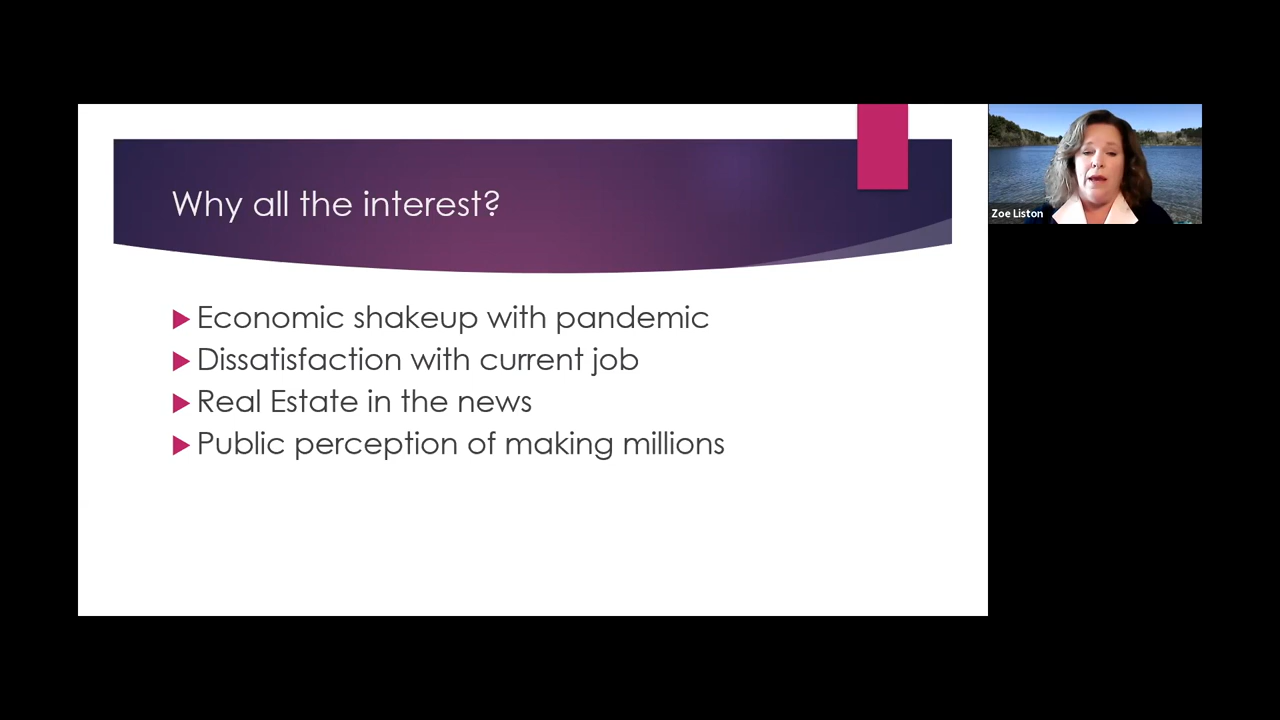 Why all the interest?
Economic shakeup with pandemic
Dissatisfaction with current job
Real Estate in the news
Public perception of making millions
Zoe Liston